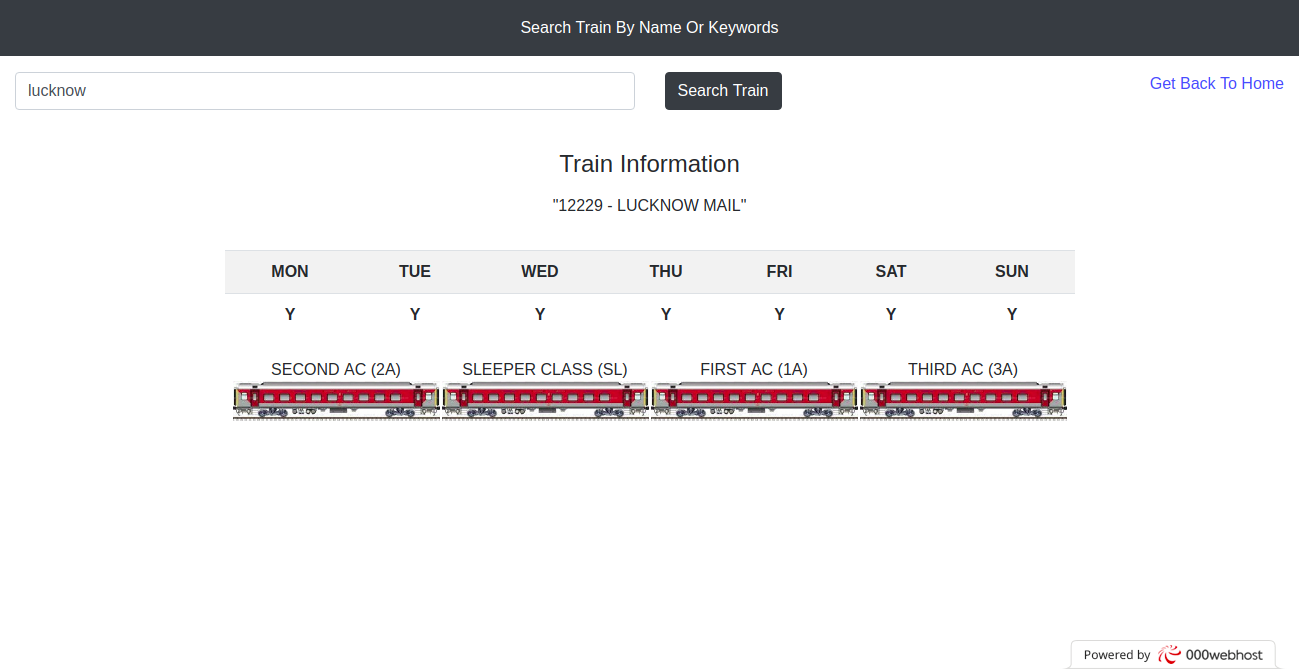 Search Train By Name Or Keywords
lucknow
Search Train
Get Back To Home
Train Information
"12229 - LUCKNOW MAIL"
MON TUE WED THU FRI SAT SUN
Y Y Y Y Y Y Y
SECOND AC (2A) SLEEPER CLASS (SL) FIRST AC (1A) THIRD AC (3A)
Powered by 000webhost